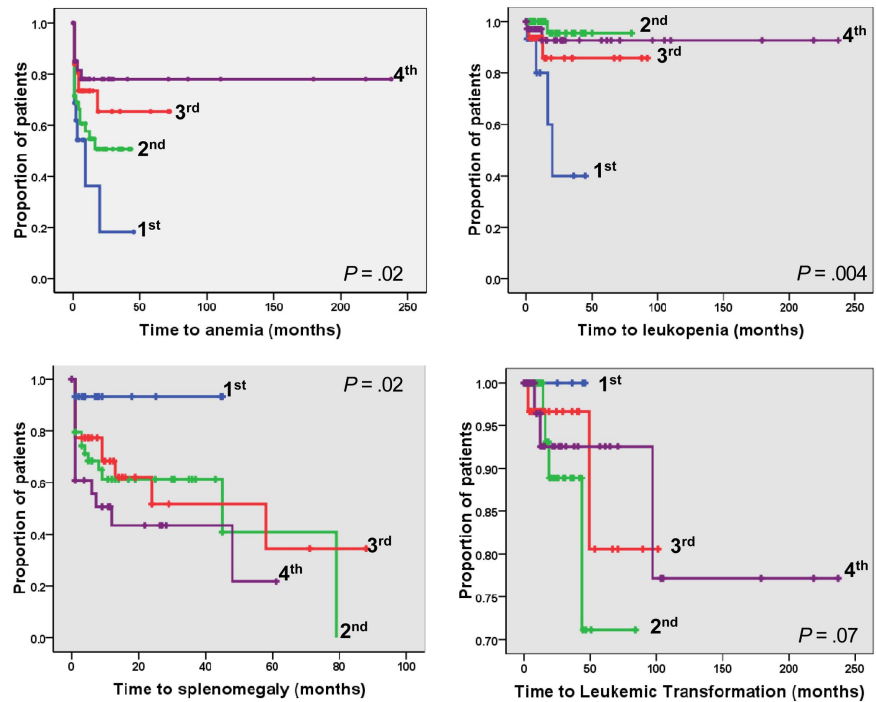 Proportion of patients
1.0
0.8
0.6
0.4
0.2
0.0
4th
3rd
2nd
1st
P = .02
0 50 100 150 200 250
Time to anemia (months)
Proportion of patients
1.0
0.8
0.6
0.4
0.2
0.0
2nd
4th
3rd
1st
P = .004
0 50 100 150 200 250
Timo to leukopenia (months)
Proportion of patients
1.0
0.8
0.6
0.4
0.2
0.0
1st
P = .02
3rd
4th
2nd
0 20 40 60 80 100
Time to splenomegaly (months)
Proportion of patients
1.00
0.95
0.90
0.85
0.80
0.75
0.70
1st
3rd
4th
2nd
P = .07
0 50 100 150 200 250
Time to Leukemic Transformation (months)